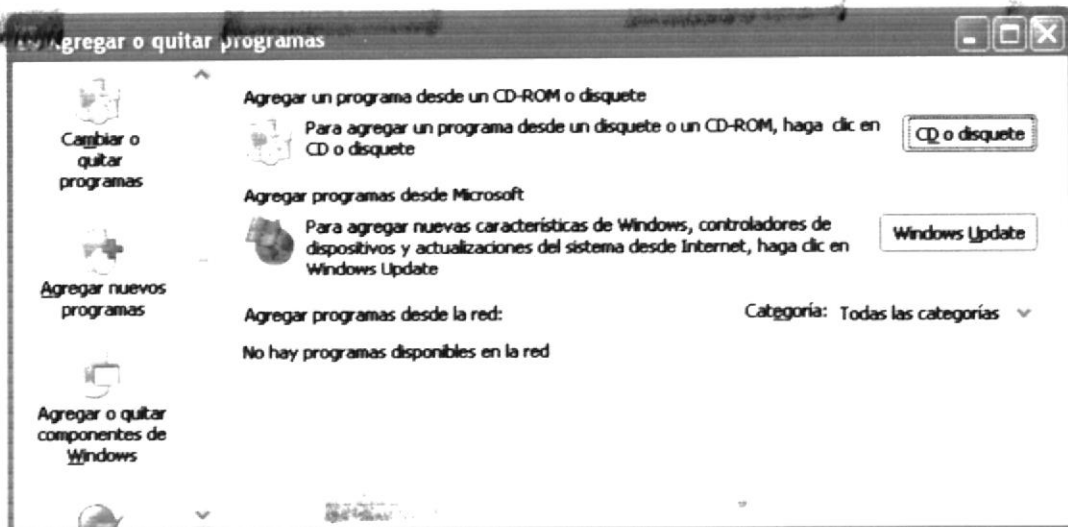 Agregar o quitar programas
Cambiar o
quitar
programas
Agregar nuevos
programas
Agregar o quitar
componentes de
Windows
Agregar un programa desde un CD-ROM o disquete
Para agregar un programa desde un disquete o un CD-ROM, haga clic en
CD o disquete
CD o disquete
Agregar programas desde Microsoft
Para agregar nuevas características de Windows, controladores de
dispositivos y actualizaciones del sistema desde Internet, haga clic en
Windows Update
Windows Update
Agregar programas desde la red:
Categoría: Todas las categorías
No hay programas disponibles en la red